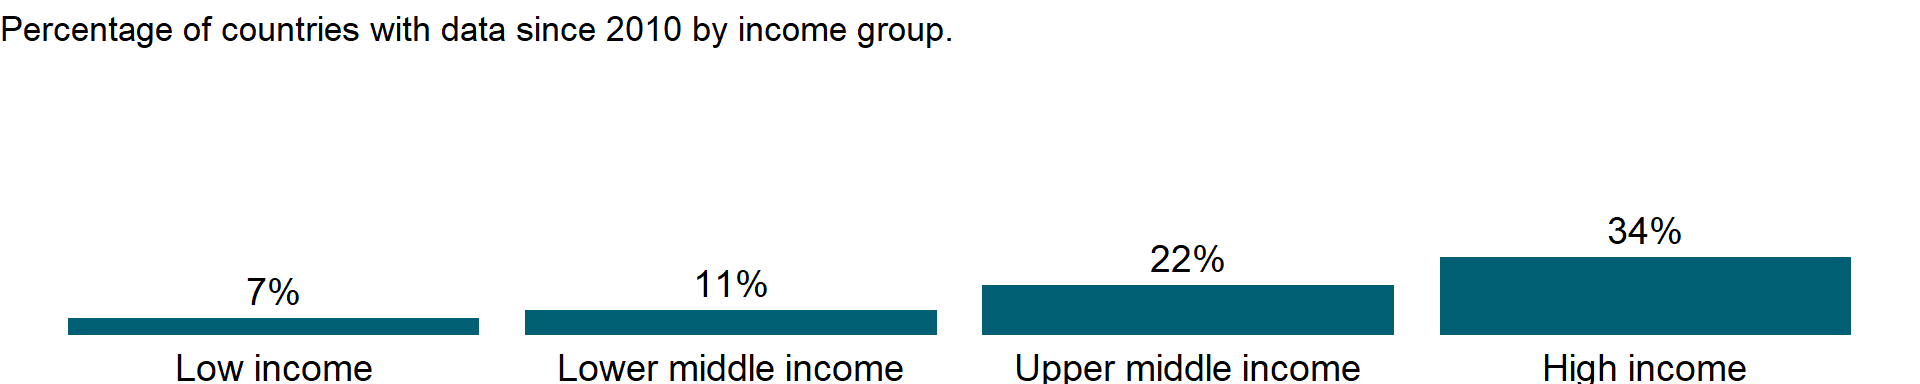 Percentage of countries with data since 2010 by income group.
34%
22%
11%
7%
Low income
Lower middle income
Upper middle income
High income